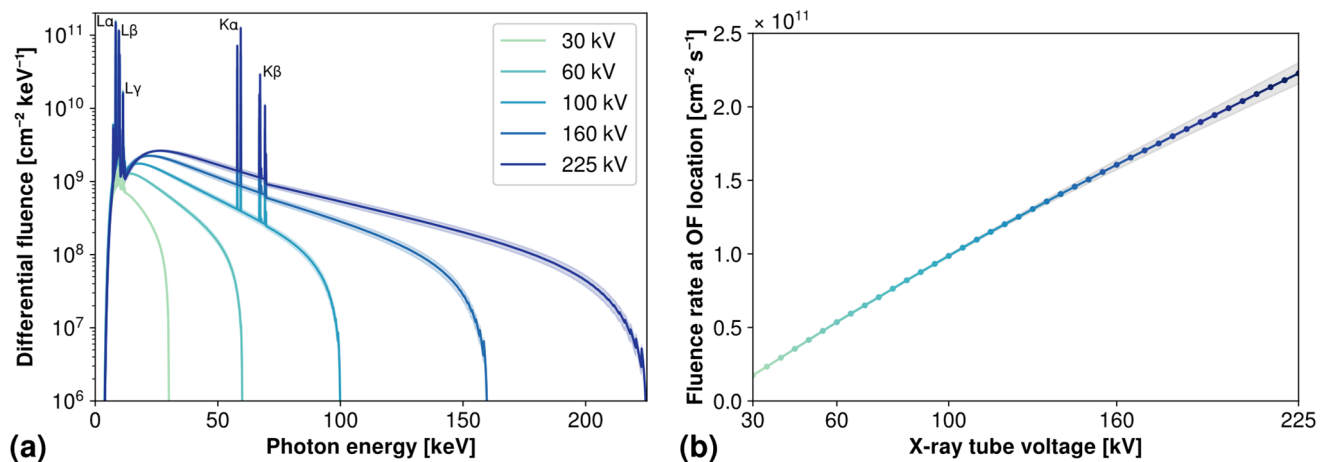 Differential fluence [cm⁻² keV⁻¹]
10¹¹
10¹⁰
10⁹
10⁸
10⁷
10⁶
Lα
Lβ
Lγ
Kα
Kβ
30 kV
60 kV
100 kV
160 kV
225 kV
0
50
100
150
200
Photon energy [keV]
(a)
× 10¹¹
Fluence rate at OF location [cm⁻² s⁻¹]
2.5
2.0
1.5
1.0
0.5
0.0
30
60
100
160
225
X-ray tube voltage [kV]
(b)